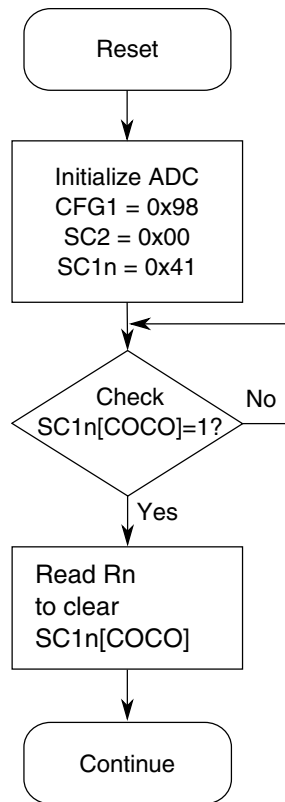 Reset
Initialize ADC
CFG1 = 0x98
SC2 = 0x00
SC1n = 0x41
Check
SC1n[COCO]=1?
No
Yes
Read Rn
to clear
SC1n[COCO]
Continue